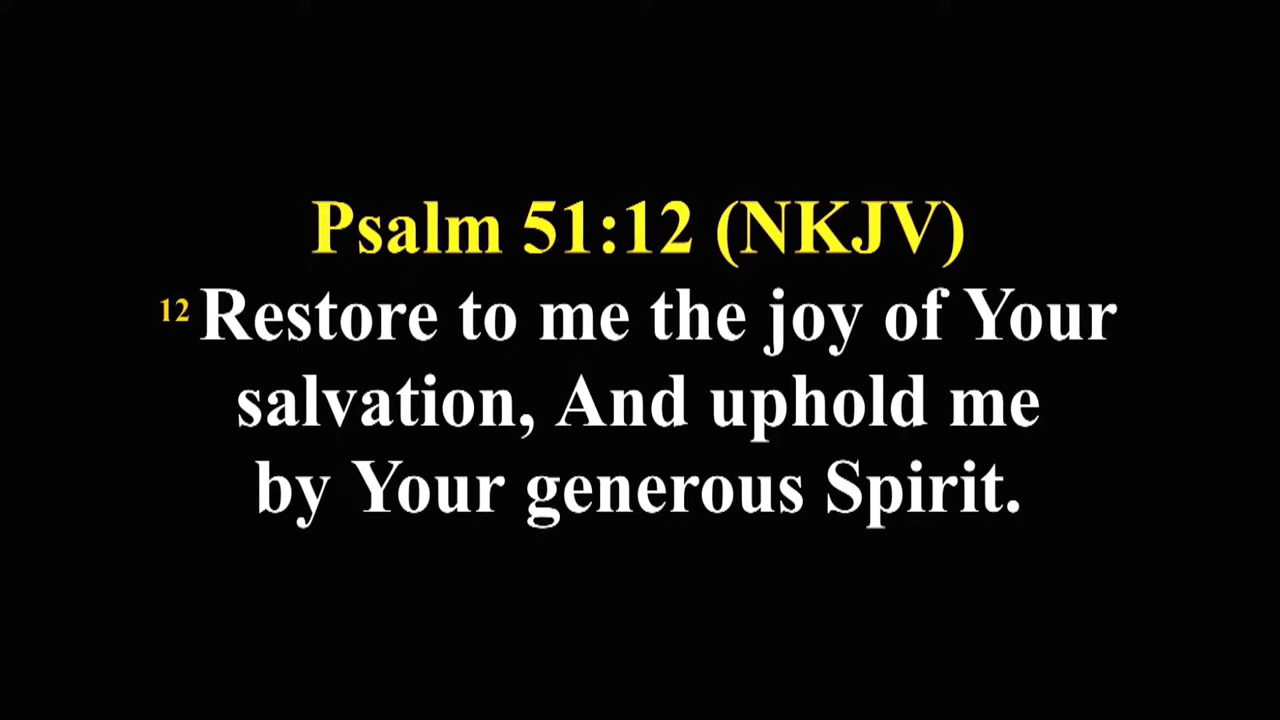 Psalm 51:12 (NKJV)
12 Restore to me the joy of Your
salvation, And uphold me
by Your generous Spirit.